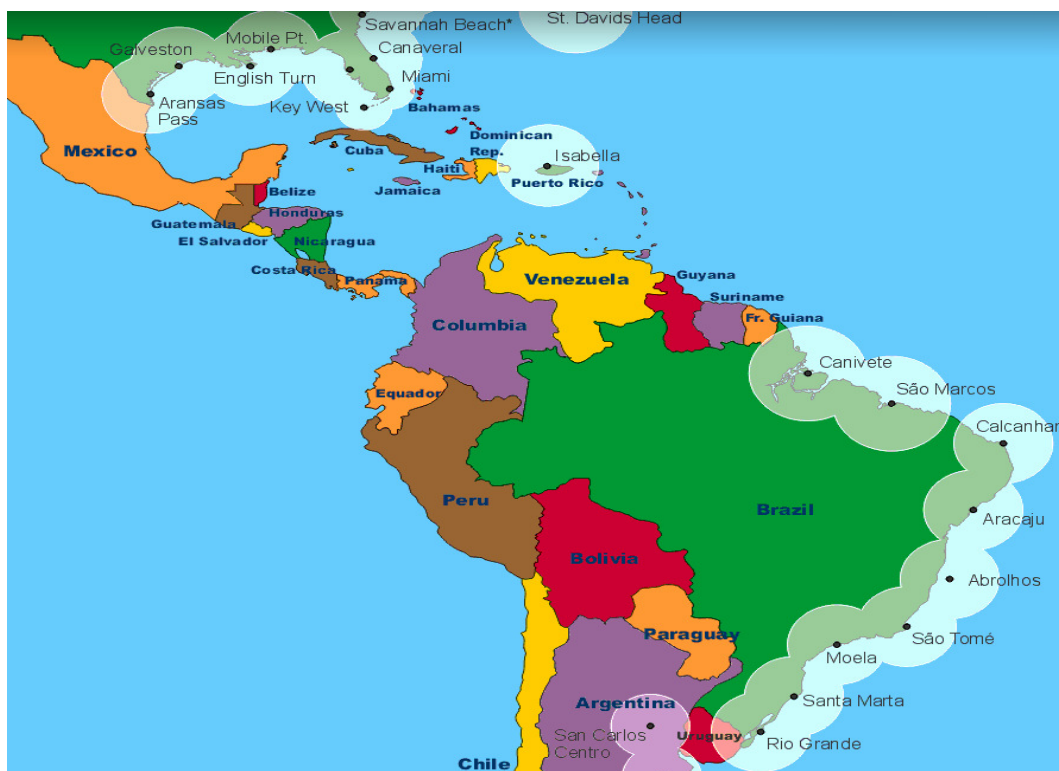 St. Davids Head
Savannah Beach*
Mobile Pt.
Galveston
Canaveral
English Turn
Miami
Aransas
Pass
Key West
Bahamas
Dominican
Rep.
Mexico
Cuba
Isabella
Haiti
Puerto Rico
Jamaica
Belize
Honduras
Guatemala
El Salvador
Nicaragua
Costa Rica
Panama
Venezuela
Guyana
Suriname
Fr. Guiana
Columbia
Canivete
Equador
São Marcos
Calcanhar
Peru
Brazil
Aracaju
Bolivia
Abrolhos
Paraguay
São Tomé
Moela
Argentina
Santa Marta
San Carlos
Centro
Uruguay
Rio Grande
Chile